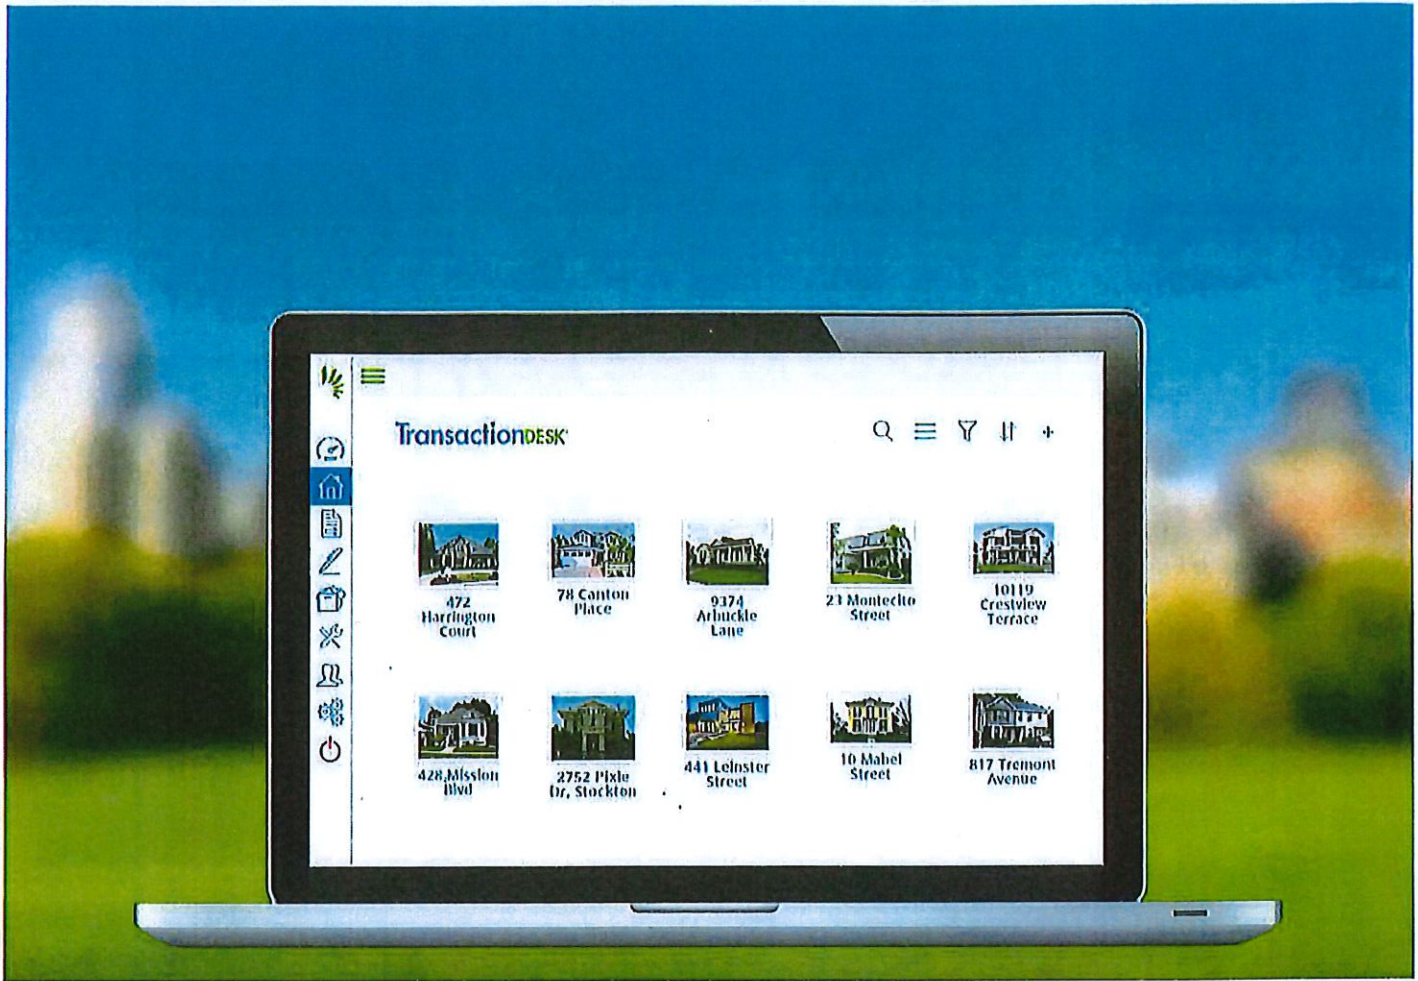 TransactionDESK
472
Harrington
Court
78 Canton
Place
9374
Arbuckle
Lane
23 Montecito
Street
10119
Crestview
Terrace
428 Mission
Blvd
2752 Pixie
Dr, Stockton
441 Leinster
Street
10 Mabel
Street
817 Tremont
Avenue